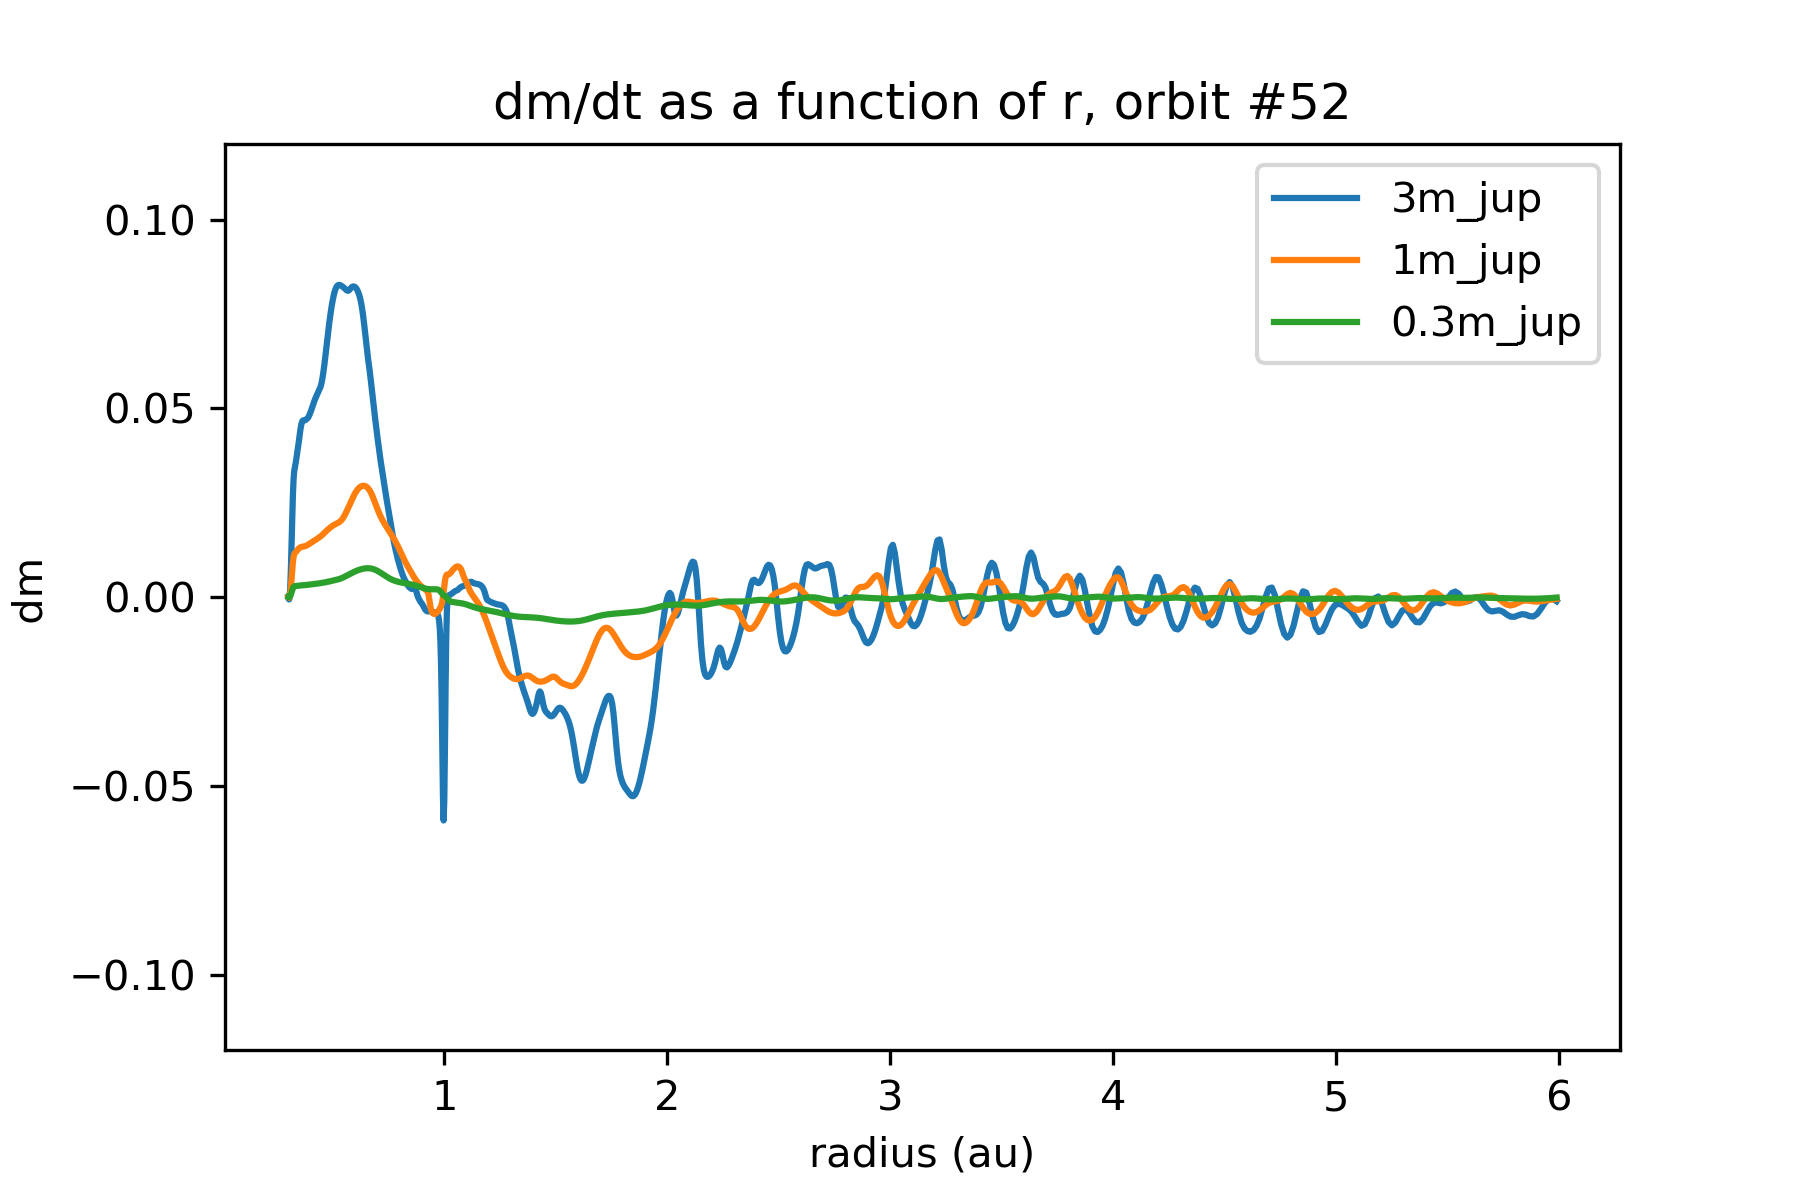 dm/dt as a function of r, orbit #52
3m_jup
1m_jup
0.3m_jup
0.10
0.05
0.00
−0.05
−0.10
dm
1 2 3 4 5 6
radius (au)